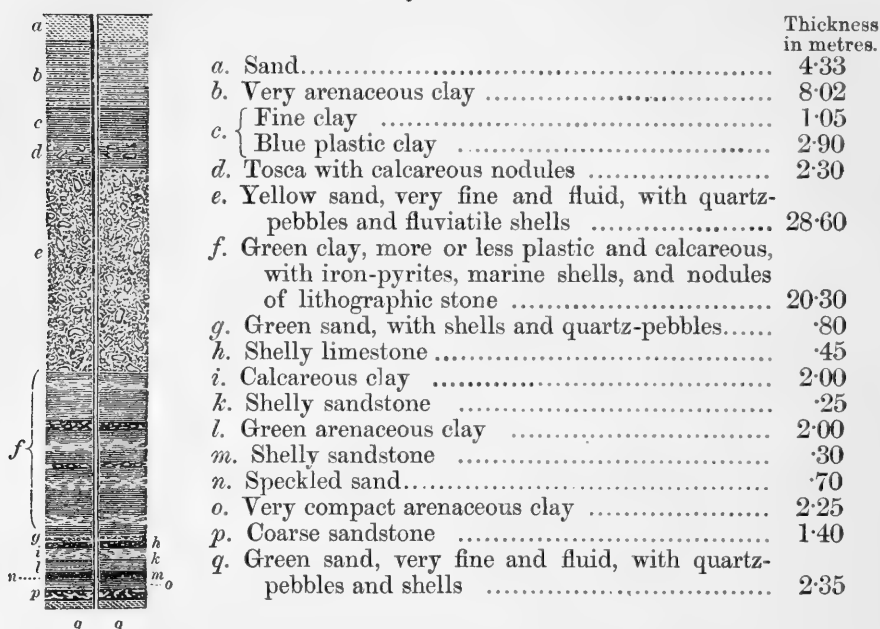 Thickness
in metres.
a. Sand 4·33
b. Very arenaceous clay 8·02
c. { Fine clay 1·05
Blue plastic clay 2·90
d. Tosca with calcareous nodules 2·30
e. Yellow sand, very fine and fluid, with quartz-
pebbles and fluviatile shells 28·60
f. Green clay, more or less plastic and calcareous,
with iron-pyrites, marine shells, and nodules
of lithographic stone 20·30
g. Green sand, with shells and quartz-pebbles ·80
h. Shelly limestone ·45
i. Calcareous clay 2·00
k. Shelly sandstone ·25
l. Green arenaceous clay 2·00
m. Shelly sandstone ·30
n. Speckled sand ·70
o. Very compact arenaceous clay 2·25
p. Coarse sandstone 1·40
q. Green sand, very fine and fluid, with quartz-
pebbles and shells 2·35
a
b
c
d
e
f
g h
i k
l
n m
o
p
q q